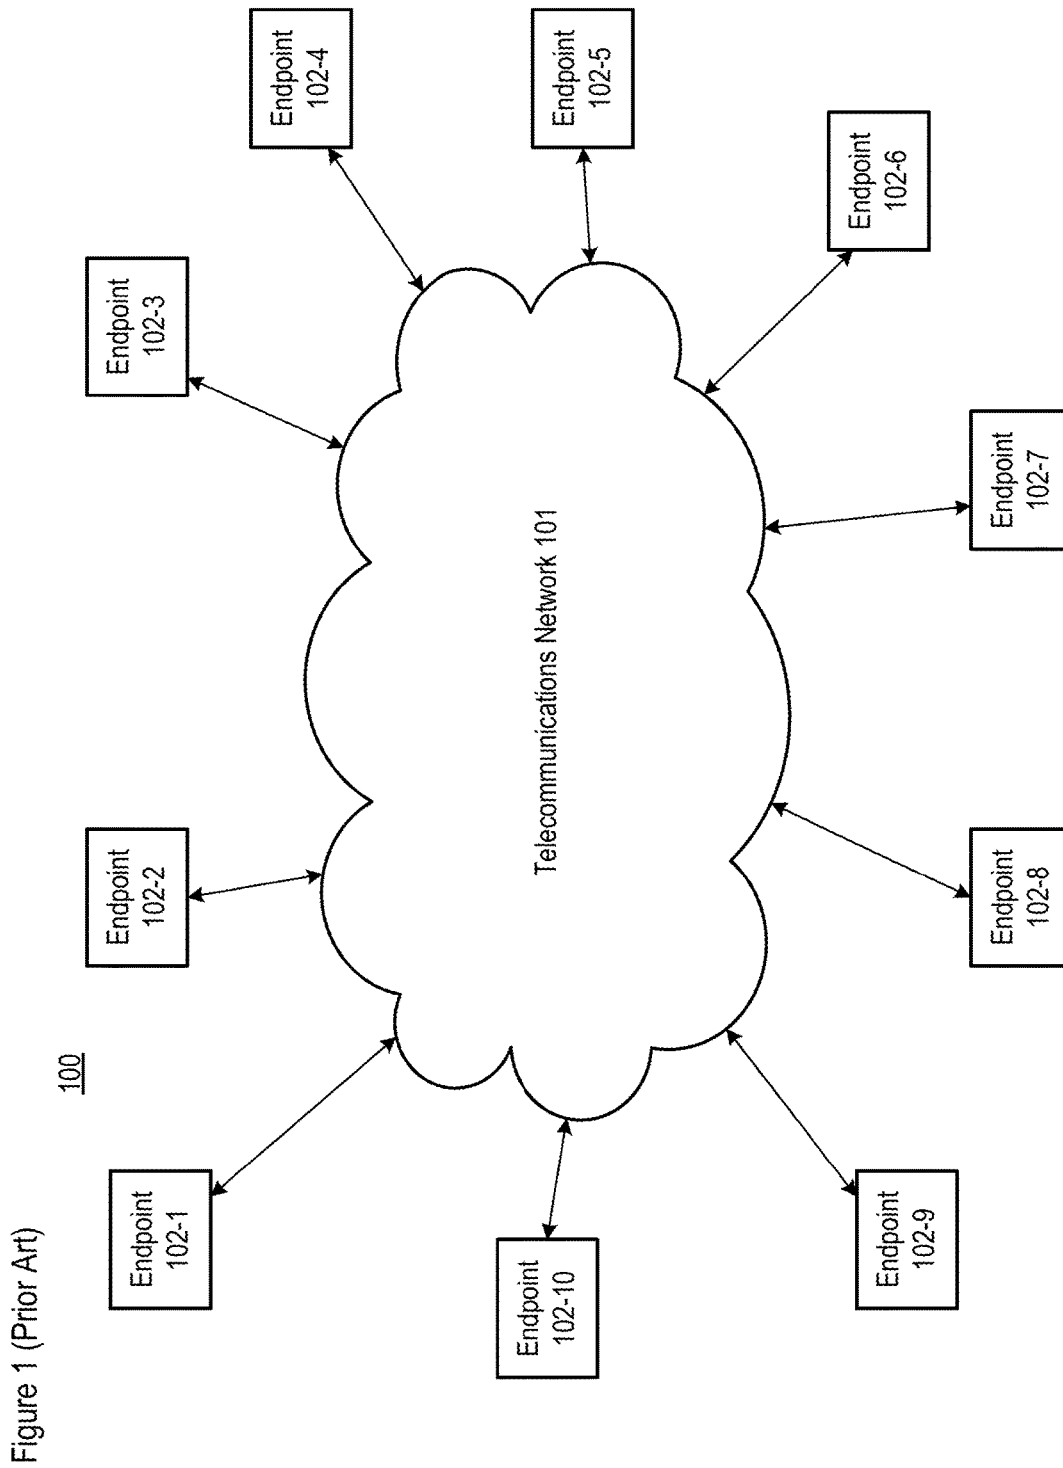 Figure 1 (Prior Art)
100
Endpoint
102-1
Endpoint
102-2
Endpoint
102-3
Endpoint
102-4
Endpoint
102-5
Endpoint
102-6
Endpoint
102-7
Endpoint
102-8
Endpoint
102-9
Endpoint
102-10
Telecommunications Network 101